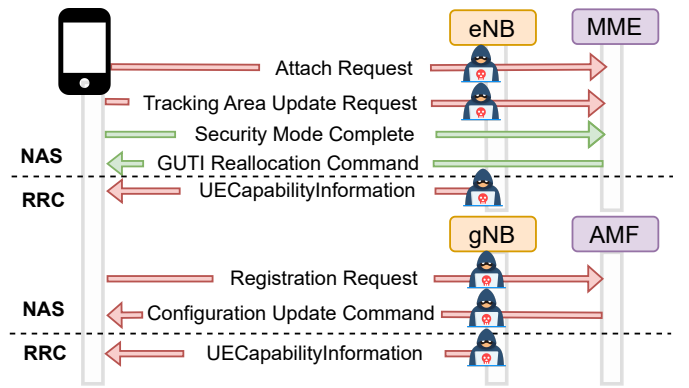 eNB
MME
Attach Request
Tracking Area Update Request
Security Mode Complete
NAS
GUTI Reallocation Command
RRC
UECapabilityInformation
gNB
AMF
Registration Request
NAS
Configuration Update Command
RRC
UECapabilityInformation